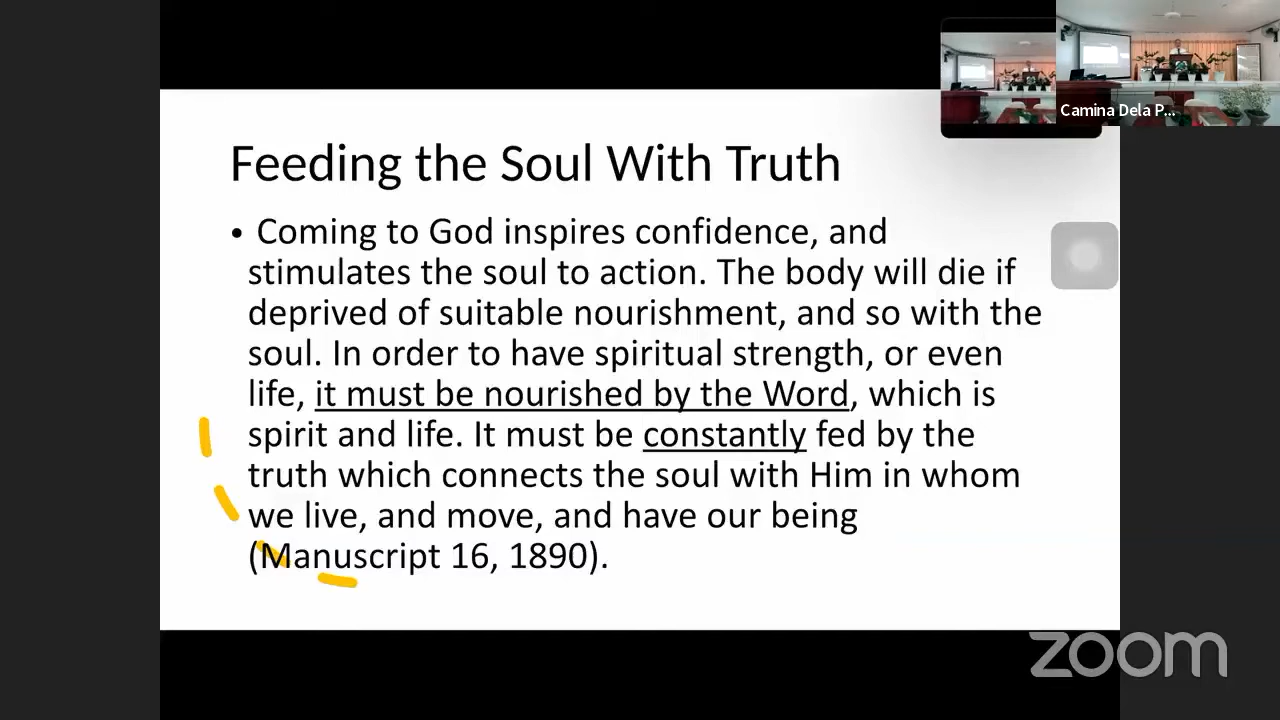 Camina Dela P...
Feeding the Soul With Truth
• Coming to God inspires confidence, and
stimulates the soul to action. The body will die if
deprived of suitable nourishment, and so with the
soul. In order to have spiritual strength, or even
life, it must be nourished by the Word, which is
spirit and life. It must be constantly fed by the
truth which connects the soul with Him in whom
we live, and move, and have our being
(Manuscript 16, 1890).
zoom